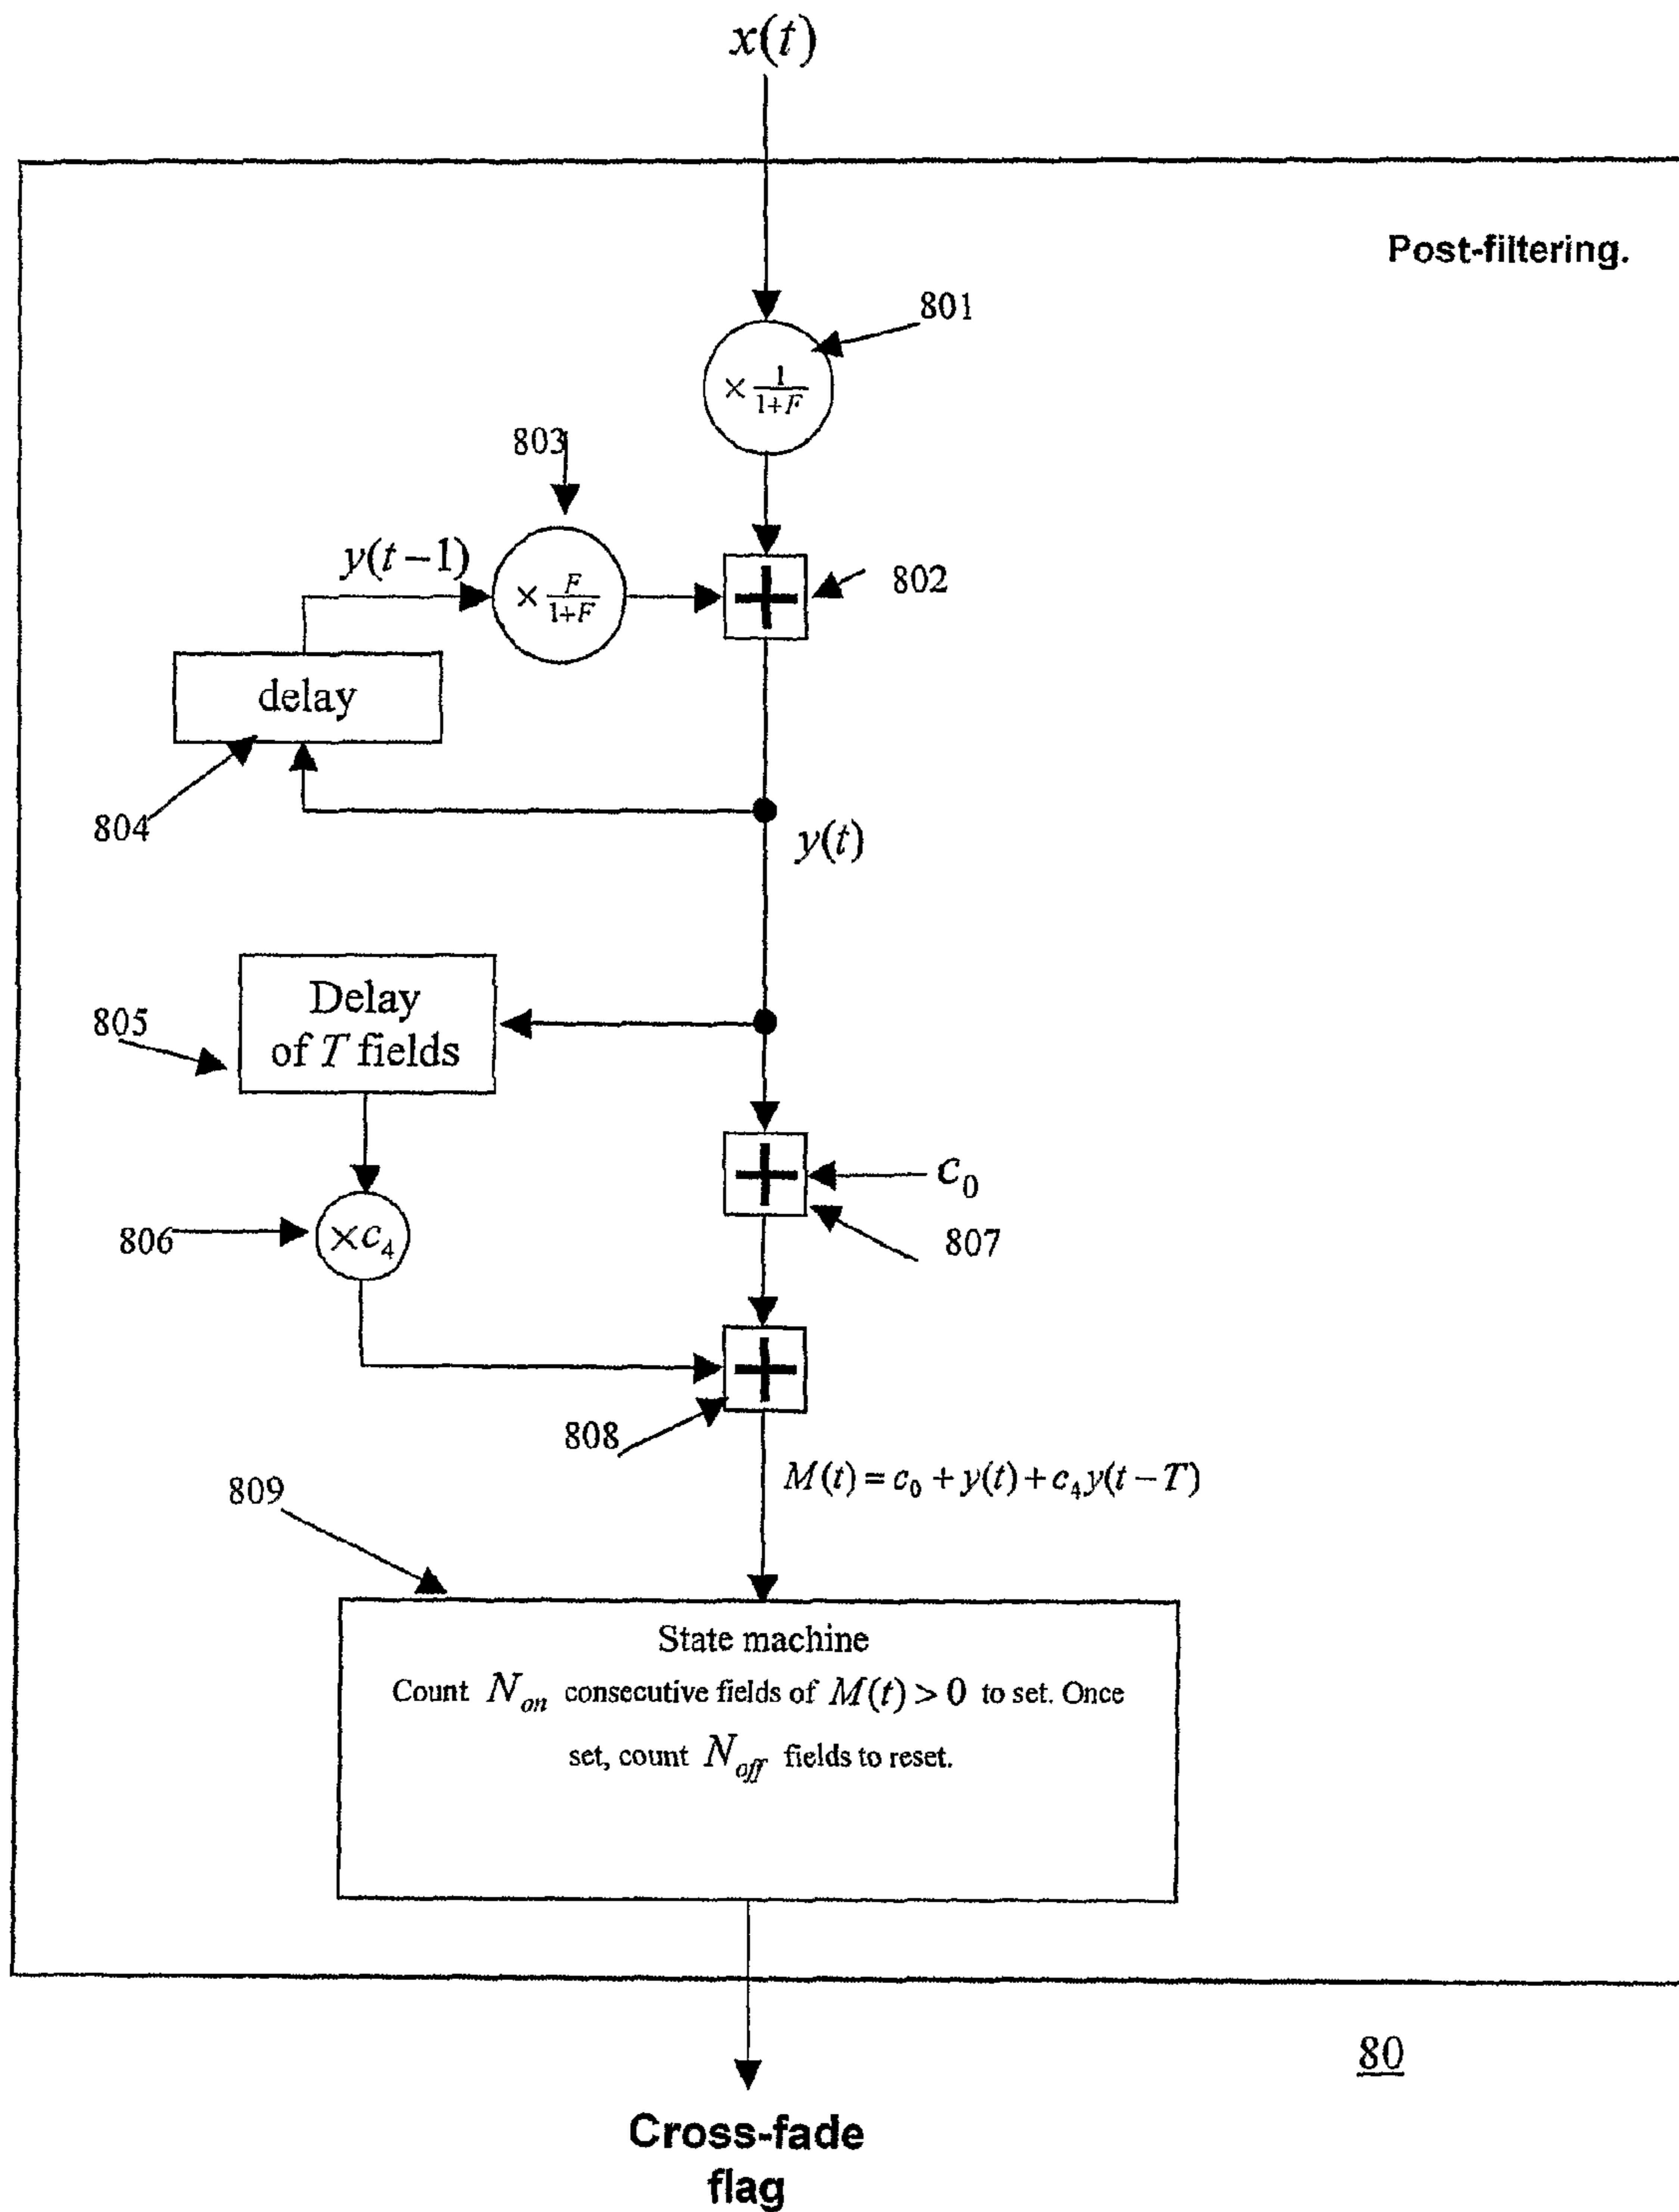 x(t)
Post-filtering.
801
× 1/(1+F)
803
y(t−1)
× F/(1+F)
802
delay
804
y(t)
Delay
of T fields
805
c₀
806
×c₄
807
808
M(t) = c₀ + y(t) + c₄y(t−T)
809
State machine
Count N_on consecutive fields of M(t) > 0 to set. Once
set, count N_off fields to reset.
80
Cross-fade
flag